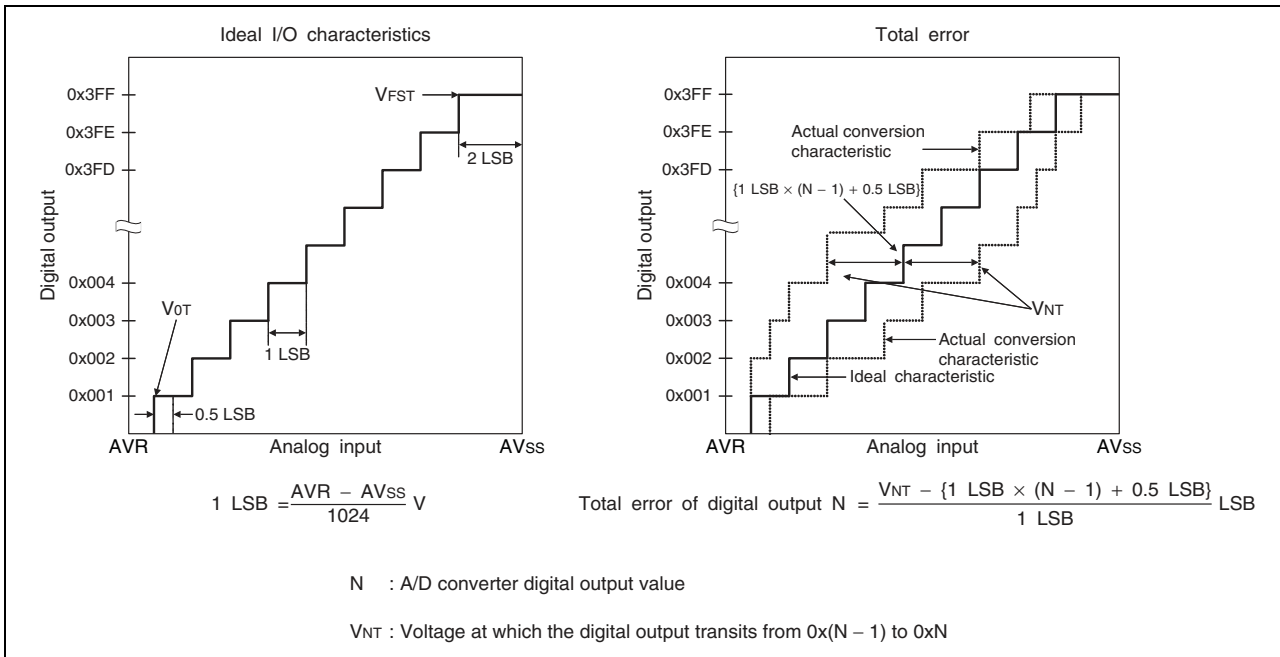 Ideal I/O characteristics
0x3FF
0x3FE
0x3FD
0x004
0x003
0x002
0x001
Digital output
VFST
2 LSB
V0T
1 LSB
0.5 LSB
AVR
Analog input
AVSS
1 LSB = AVR − AVSS / 1024 V
Total error
0x3FF
0x3FE
0x3FD
0x004
0x003
0x002
0x001
Digital output
Actual conversion
characteristic
{1 LSB × (N − 1) + 0.5 LSB}
VNT
Actual conversion
characteristic
Ideal characteristic
AVR
Analog input
AVSS
Total error of digital output N = VNT − {1 LSB × (N − 1) + 0.5 LSB} / 1 LSB LSB
N : A/D converter digital output value
VNT : Voltage at which the digital output transits from 0x(N − 1) to 0xN